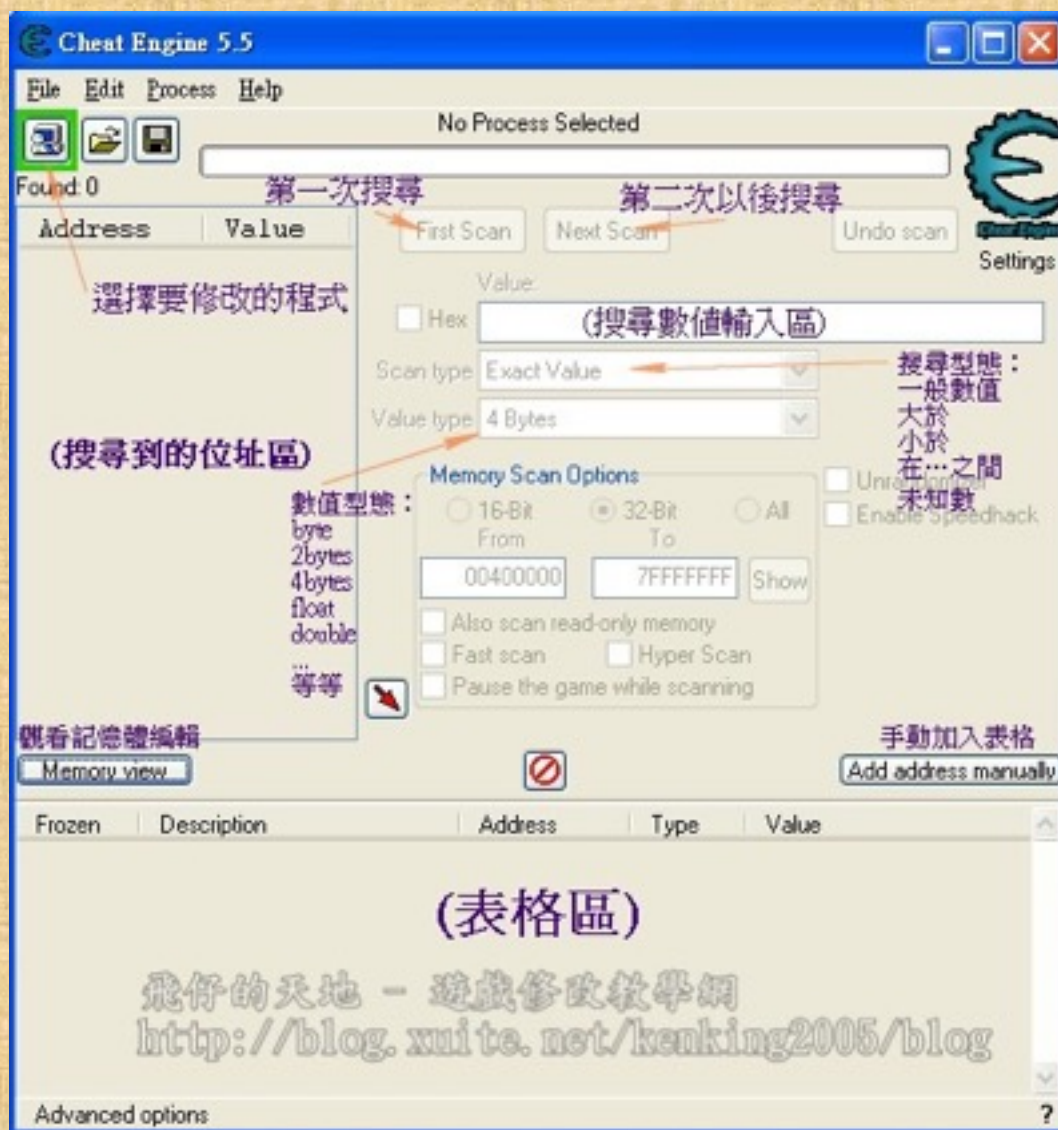 Cheat Engine 5.5
File Edit Process Help
No Process Selected
Found: 0
第一次搜尋
第二次以後搜尋
Address Value
First Scan
Next Scan
Undo scan
Cheat Engine
Settings
選擇要修改的程式
Value:
Hex
(搜尋數值輸入區)
Scan type Exact Value
搜尋型態：
一般數值
大於
小於
在…之間
未知數
Value type 4 Bytes
(搜尋到的位址區)
數值型態：
byte
2bytes
4bytes
float
double
...
等等
Memory Scan Options
16-Bit 32-Bit All
From To
00400000 7FFFFFFF Show
Also scan read-only memory
Fast scan Hyper Scan
Pause the game while scanning
Unrandomizer
Enable Speedhack
觀看記憶體編輯
Memory view
手動加入表格
Add address manually
Frozen Description Address Type Value
(表格區)
飛仔的天地 - 遊戲修改教學網
http://blog.xuite.net/kenking2005/blog
Advanced options ?